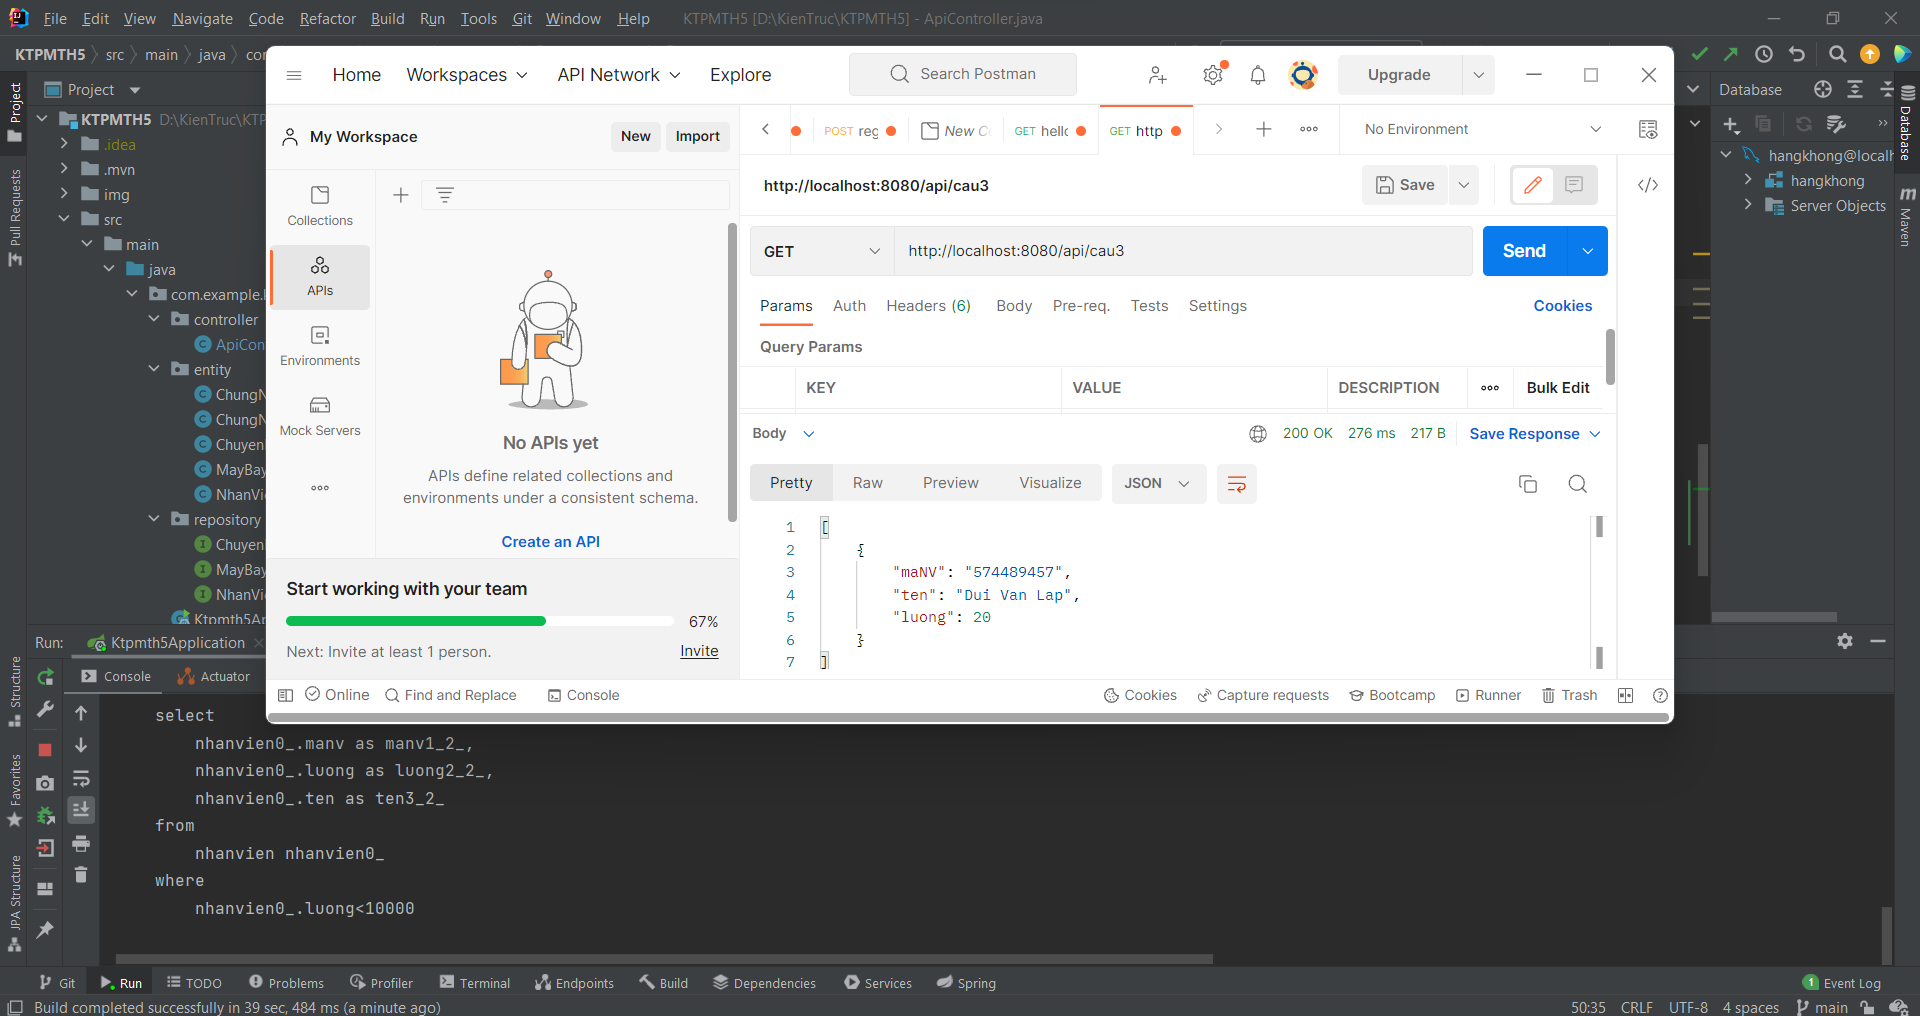 File Edit View Navigate Code Refactor Build Run Tools Git Window Help KTPMTH5 [D:\KienTruc\KTPMTH5] - ApiController.java
KTPMTH5 src main java
Project
KTPMTH5 D:\KienTruc\KTP
.idea
.mvn
img
src
main
java
com.example.
controller
ApiCon
entity
ChungN
ChungN
Chuyen
MayBay
NhanVi
repository
Chuyen
MayBay
NhanVi
Ktpmth5App
Project
Pull Requests
Structure
Favorites
JPA Structure
Home Workspaces API Network Explore Search Postman Upgrade
My Workspace New Import
POST reg New Co GET hello GET http No Environment
Collections
APIs
Environments
Mock Servers
No APIs yet
APIs define related collections and
environments under a consistent schema.
Create an API
Start working with your team
67%
Next: Invite at least 1 person. Invite
http://localhost:8080/api/cau3 Save
GET http://localhost:8080/api/cau3 Send
Params Auth Headers (6) Body Pre-req. Tests Settings Cookies
Query Params
KEY VALUE DESCRIPTION Bulk Edit
Body 200 OK 276 ms 217 B Save Response
Pretty Raw Preview Visualize JSON
1 [
2 {
3 "maNV": "574489457",
4 "ten": "Dui Van Lap",
5 "luong": 20
6 }
7 ]
Online Find and Replace Console Cookies Capture requests Bootcamp Runner Trash
Database
hangkhong@localh
hangkhong
Server Objects
Database
Maven
Run: Ktpmth5Application
Console Actuator
select
nhanvien0_.manv as manv1_2_,
nhanvien0_.luong as luong2_2_,
nhanvien0_.ten as ten3_2_
from
nhanvien nhanvien0_
where
nhanvien0_.luong<10000
Git Run TODO Problems Profiler Terminal Endpoints Build Dependencies Services Spring 1 Event Log
Build completed successfully in 39 sec, 484 ms (a minute ago) 50:35 CRLF UTF-8 4 spaces main